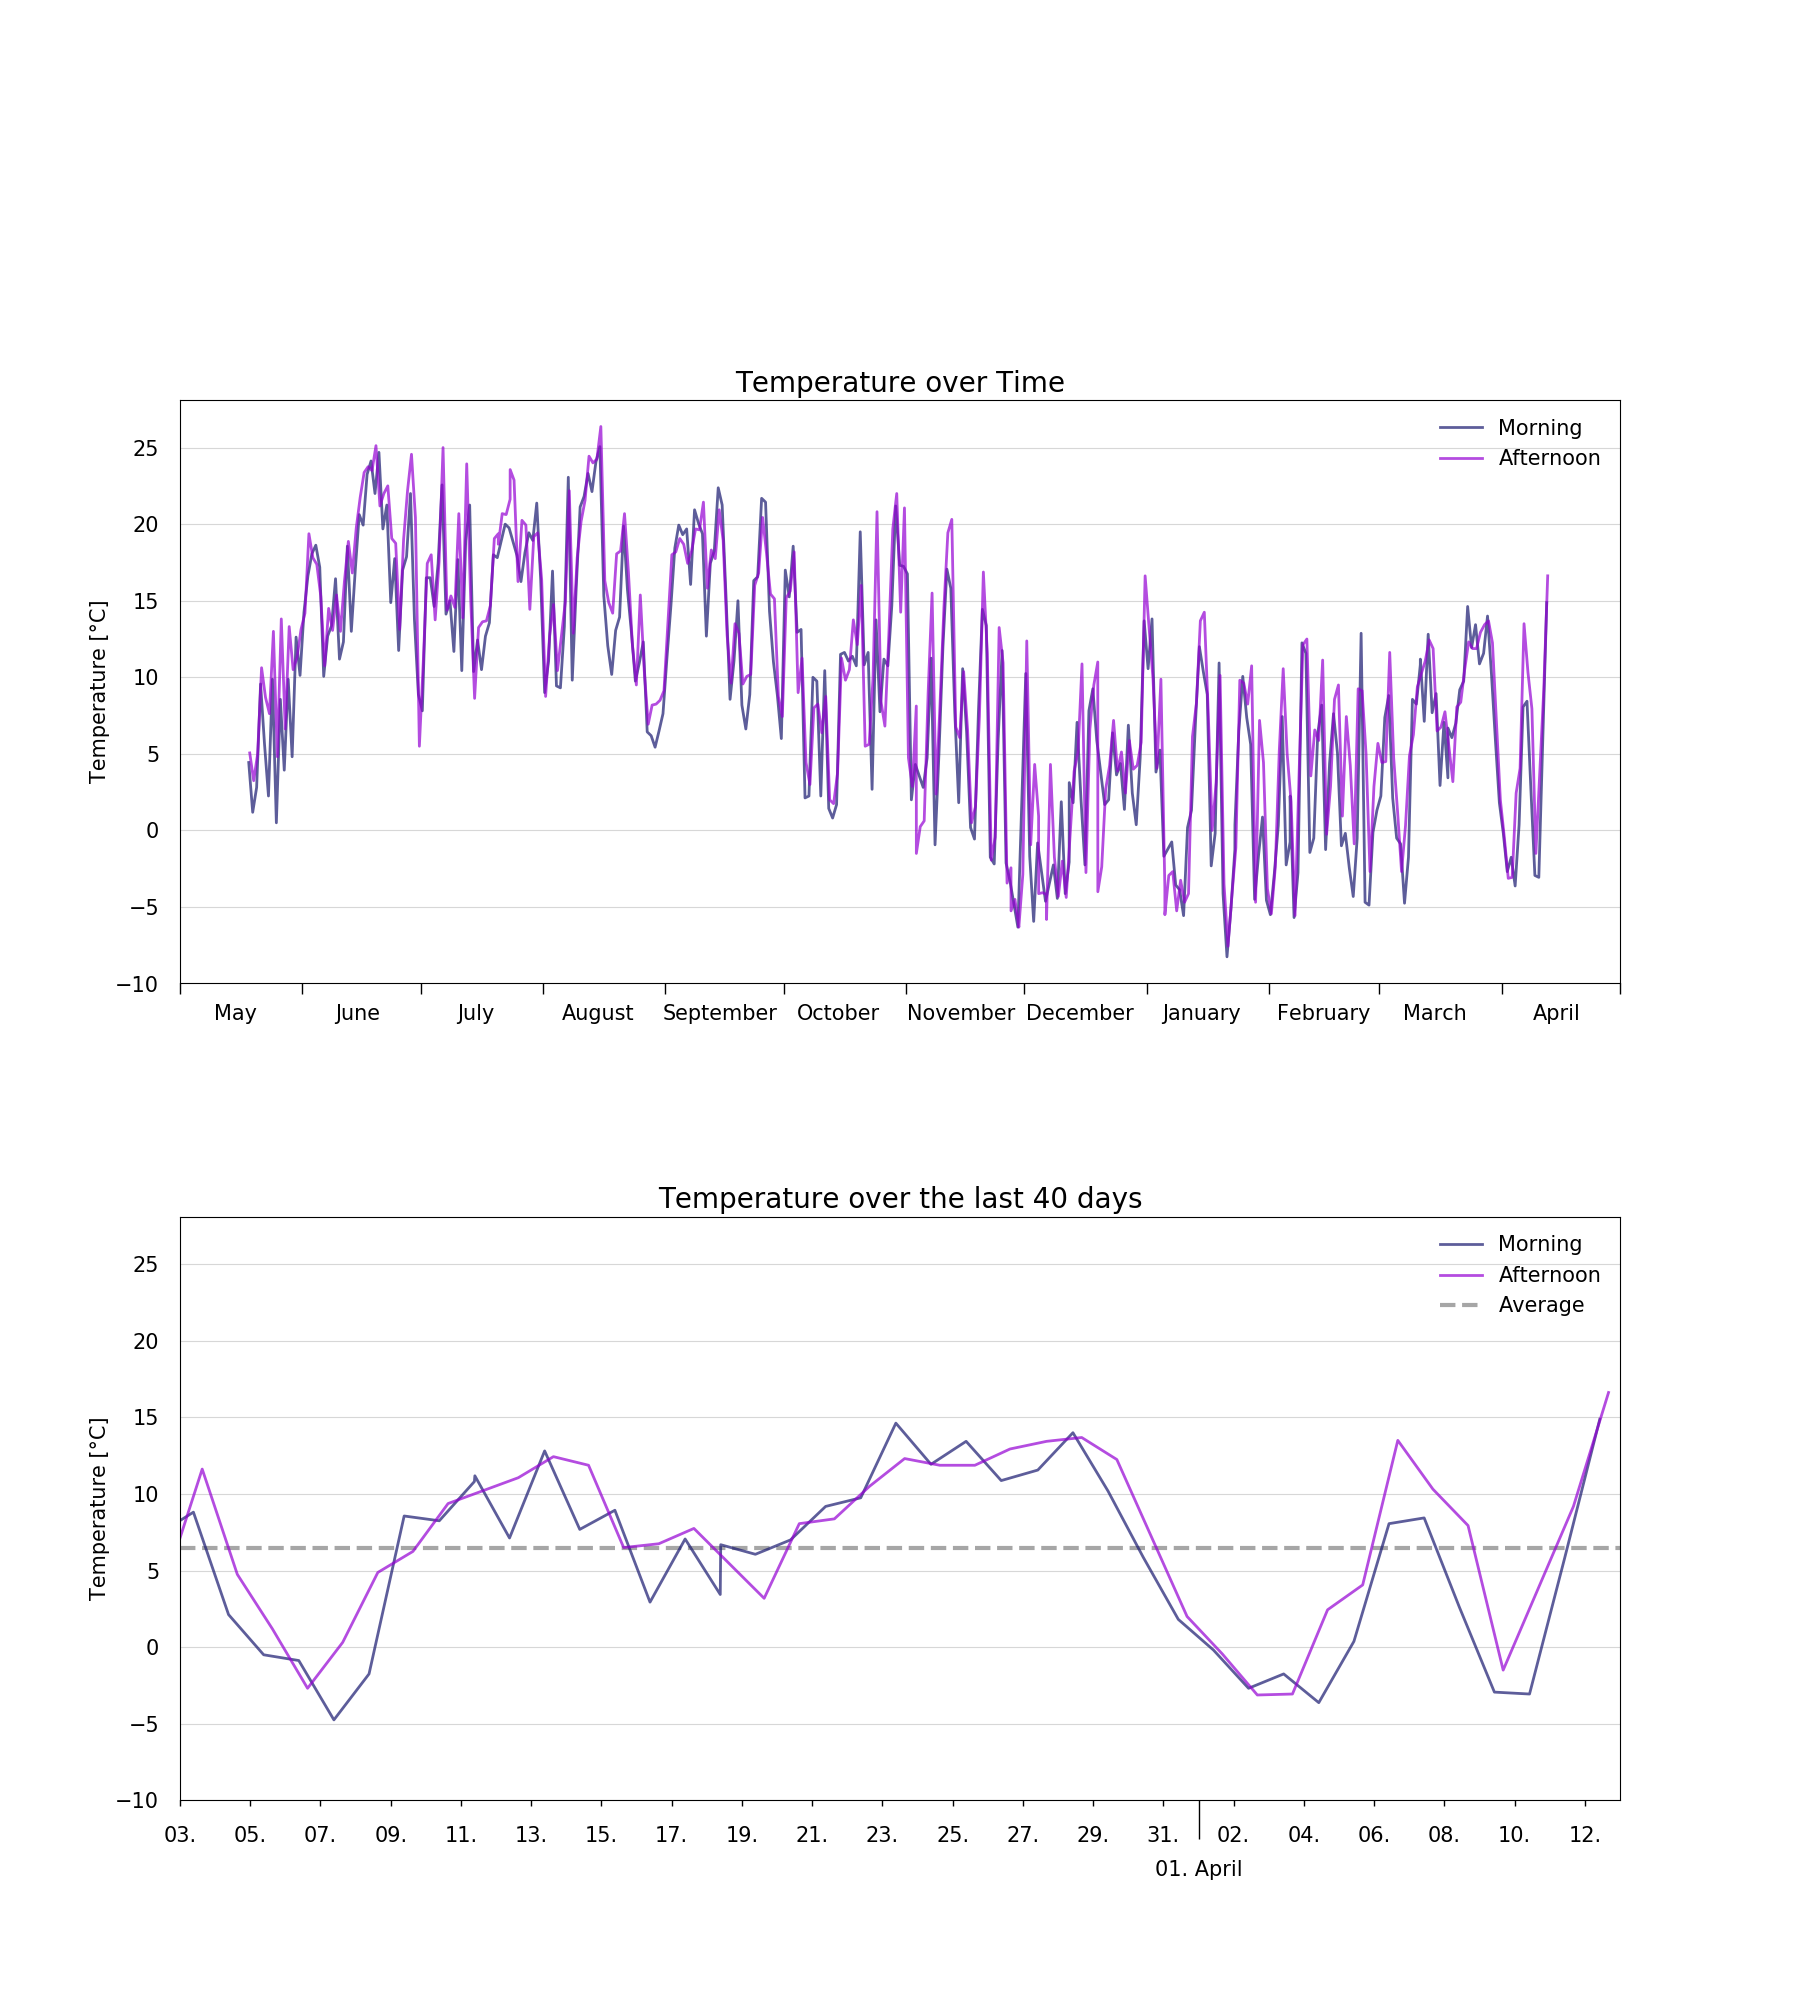 Temperature over Time
Morning
Afternoon
Temperature [°C]
25
20
15
10
5
0
−5
−10
May June July August September October November December January February March April
Temperature over the last 40 days
Morning
Afternoon
Average
Temperature [°C]
25
20
15
10
5
0
−5
−10
03. 05. 07. 09. 11. 13. 15. 17. 19. 21. 23. 25. 27. 29. 31. 02. 04. 06. 08. 10. 12.
01. April